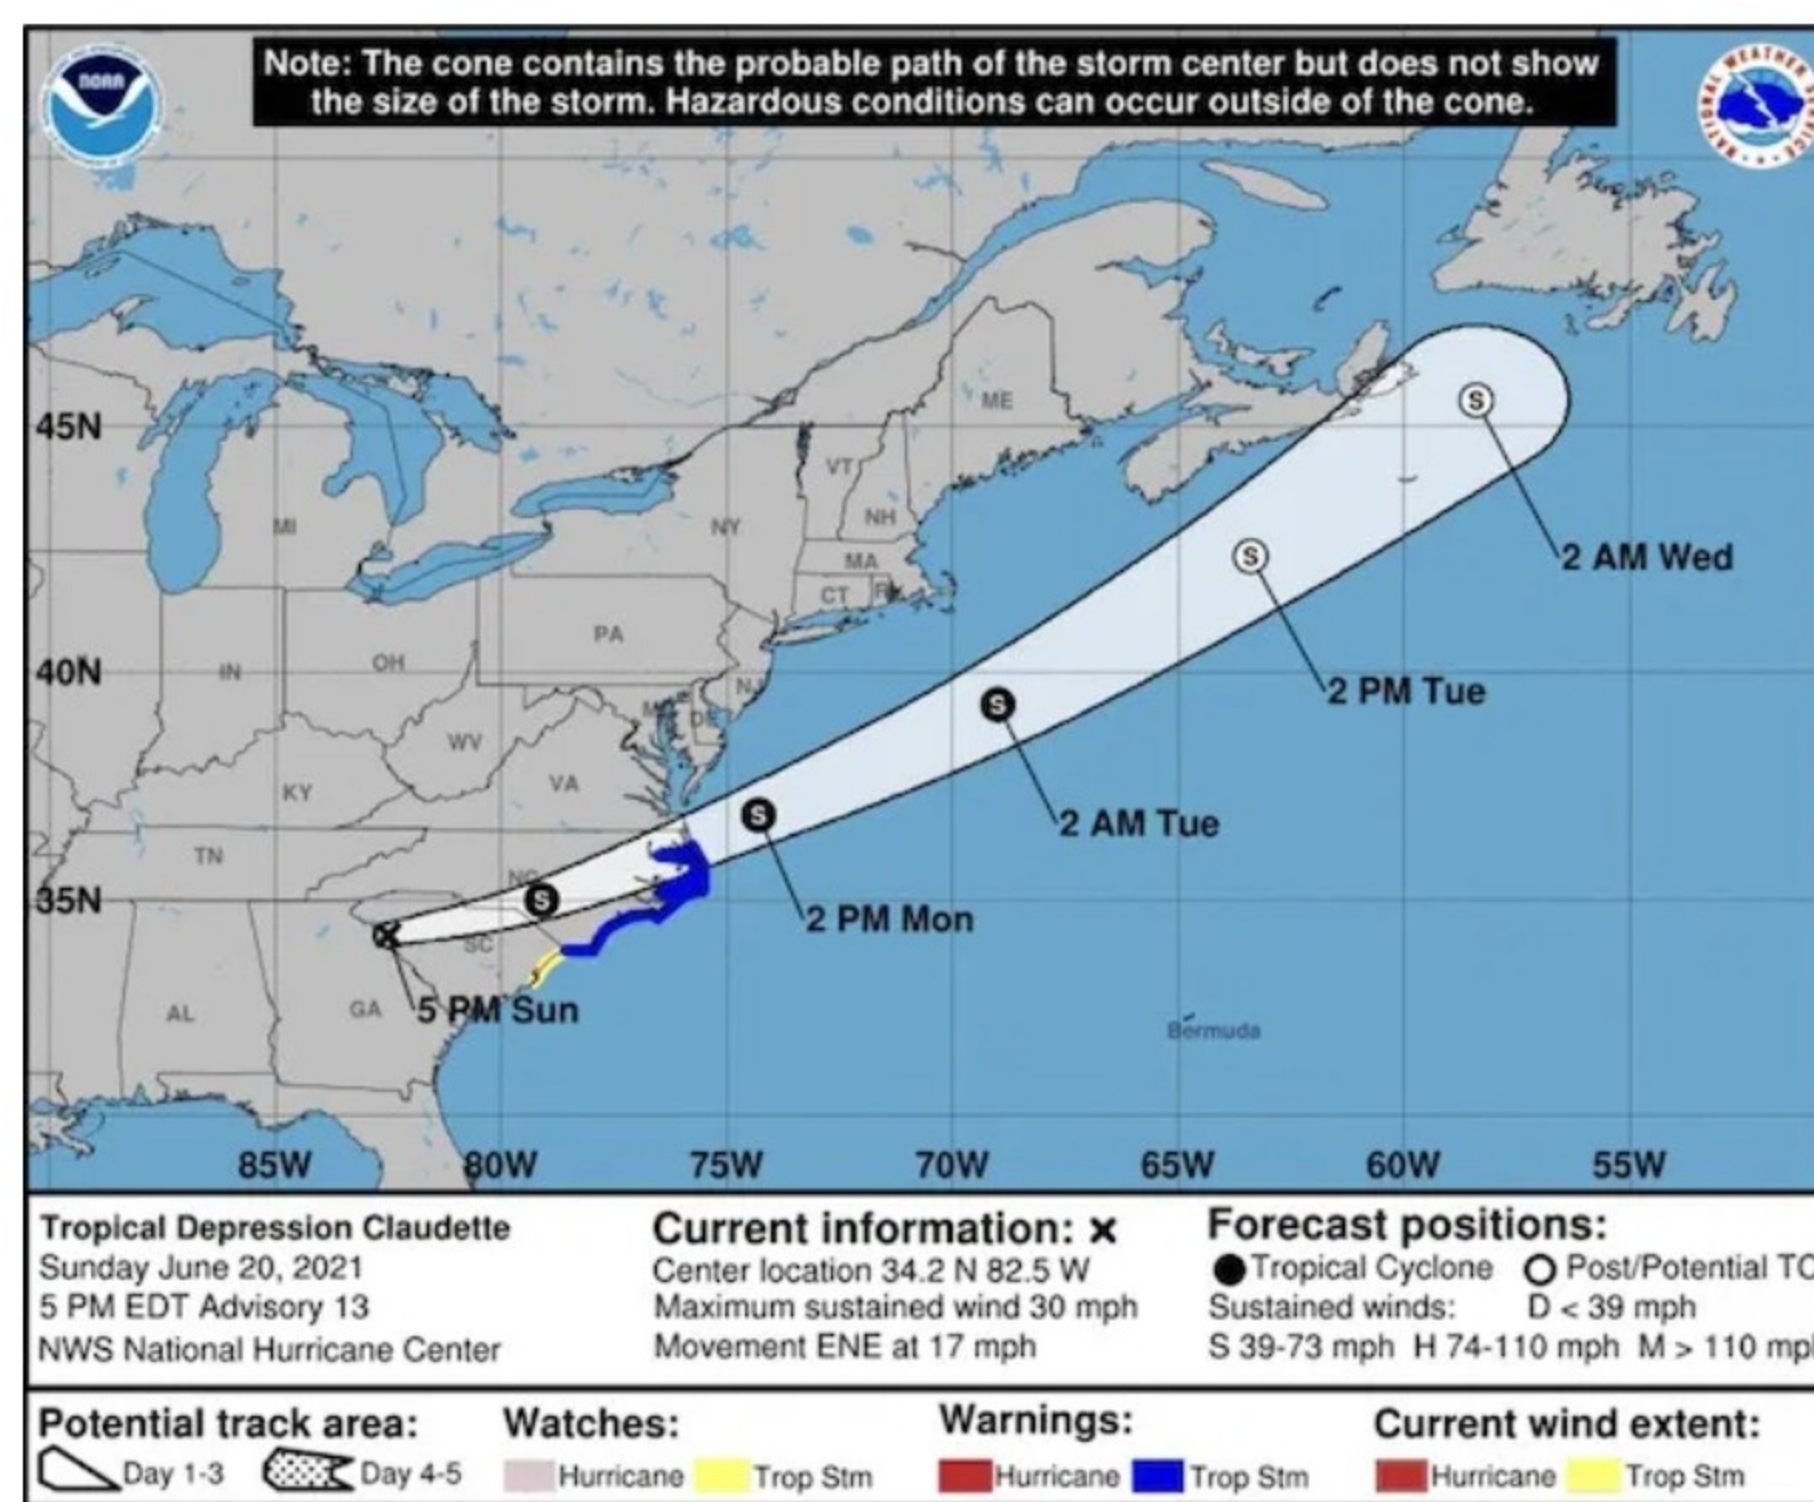 Note: The cone contains the probable path of the storm center but does not show
the size of the storm. Hazardous conditions can occur outside of the cone.
NOAA
NATIONAL WEATHER SERVICE
45N
40N
35N
ME
VT
NH
MI
NY
MA
CT
PA
IN
OH
NJ
DE
WV
KY
VA
TN
NC
SC
AL
GA
S
2 AM Wed
S
2 PM Tue
S
2 AM Tue
S
2 PM Mon
S
5 PM Sun
Bermuda
85W 80W 75W 70W 65W 60W 55W
Tropical Depression Claudette
Sunday June 20, 2021
5 PM EDT Advisory 13
NWS National Hurricane Center
Current information: x
Center location 34.2 N 82.5 W
Maximum sustained wind 30 mph
Movement ENE at 17 mph
Forecast positions:
Tropical Cyclone Post/Potential TC
Sustained winds: D < 39 mph
S 39-73 mph H 74-110 mph M > 110 mp
Potential track area:
Day 1-3 Day 4-5
Watches:
Hurricane Trop Stm
Warnings:
Hurricane Trop Stm
Current wind extent:
Hurricane Trop Stm